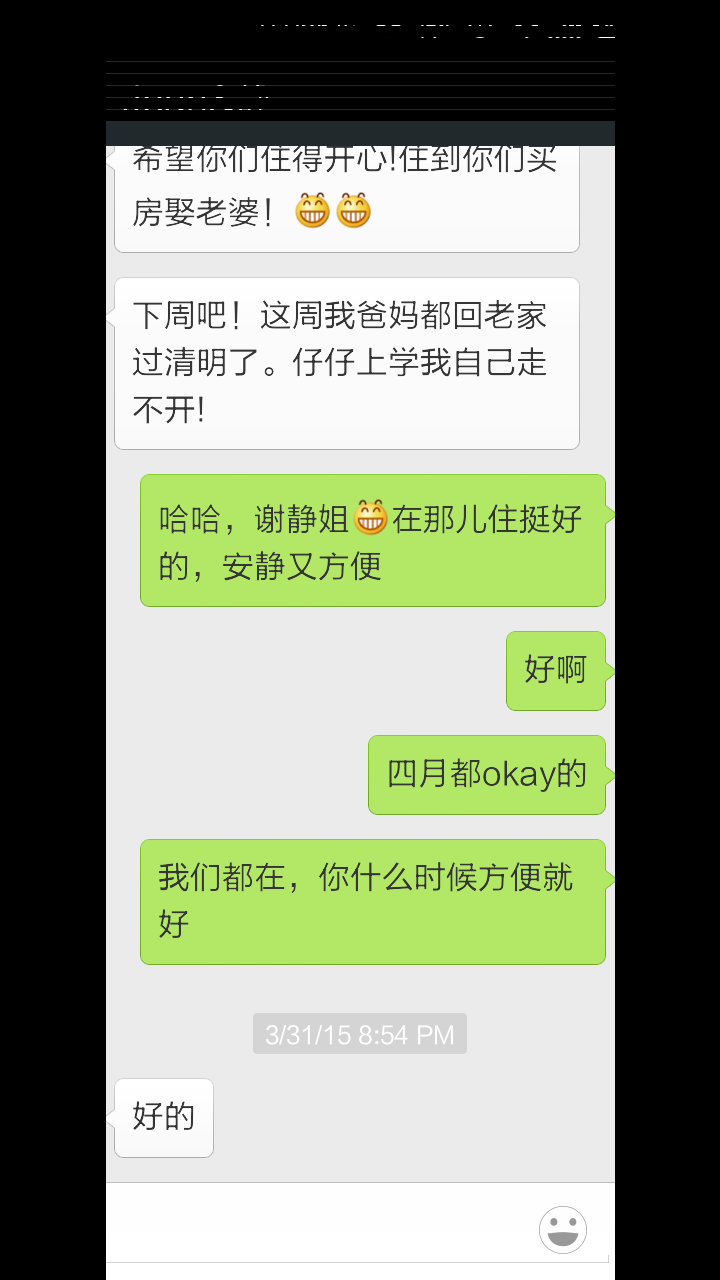 希望你们住得开心!住到你们买
房娶老婆！😁😁
下周吧！这周我爸妈都回老家
过清明了。仔仔上学我自己走
不开!
哈哈，谢静姐😁在那儿住挺好
的，安静又方便
好啊
四月都okay的
我们都在，你什么时候方便就
好
3/31/15 8:54 PM
好的